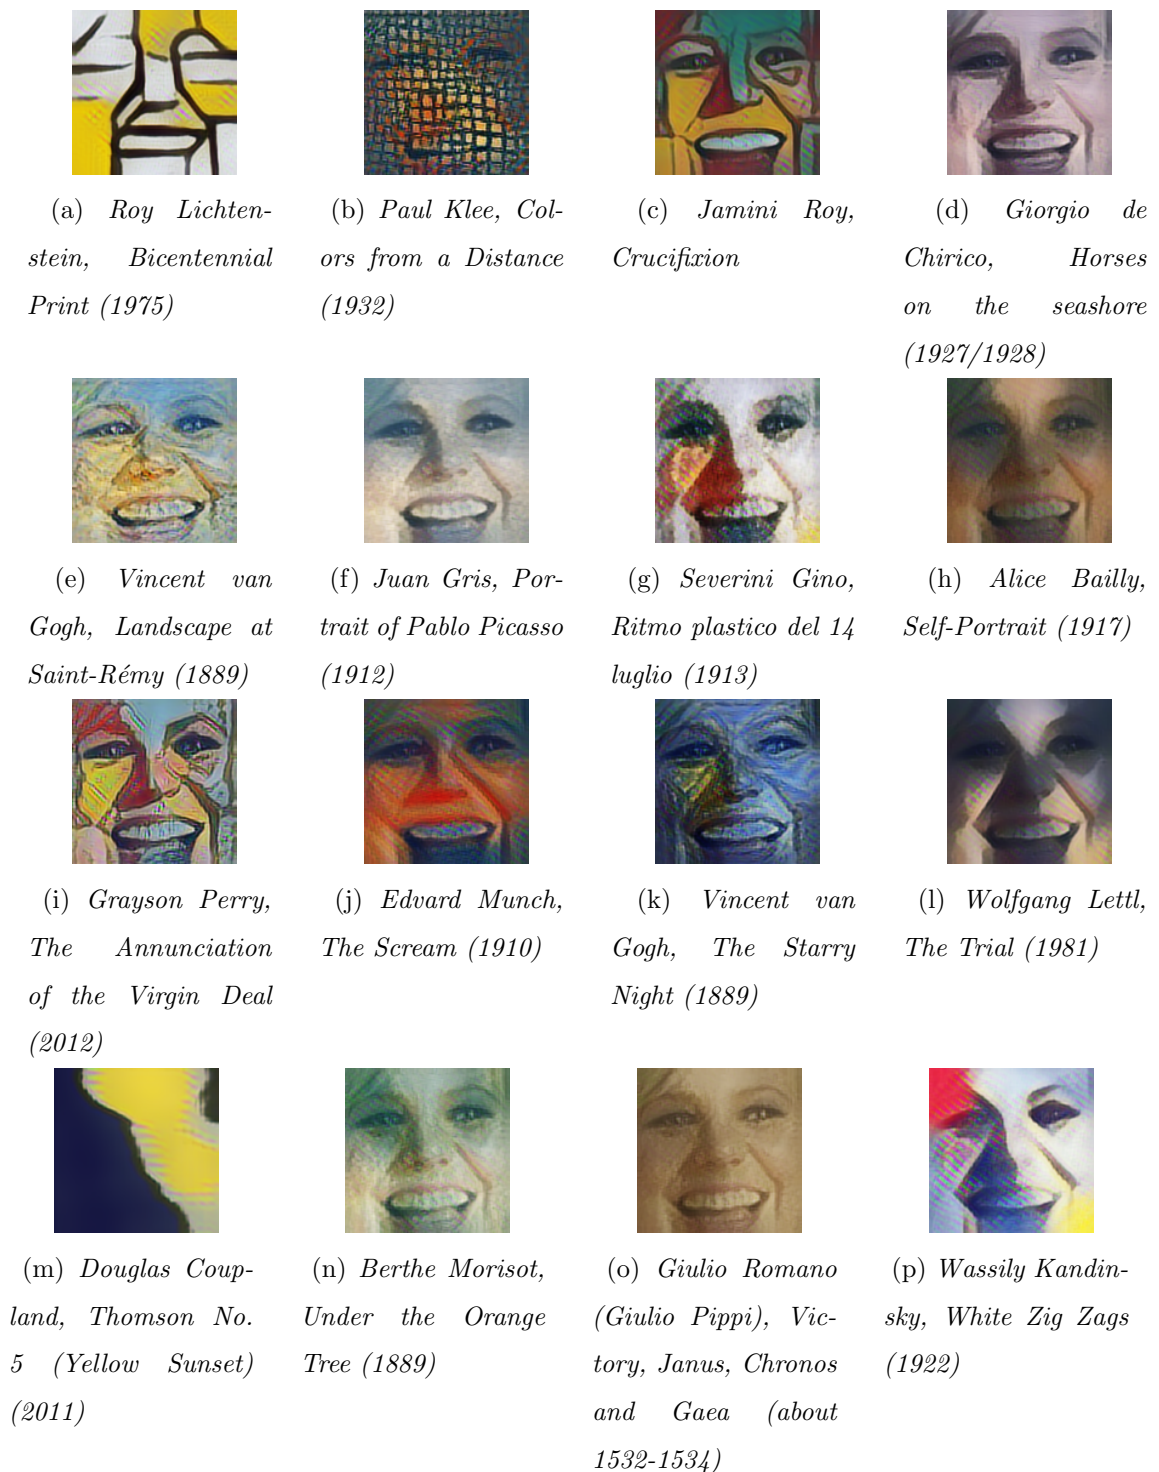 (a) Roy Lichten-
stein, Bicentennial
Print (1975)
(b) Paul Klee, Col-
ors from a Distance
(1932)
(c) Jamini Roy,
Crucifixion
(d) Giorgio de
Chirico, Horses
on the seashore
(1927/1928)
(e) Vincent van
Gogh, Landscape at
Saint-Rémy (1889)
(f) Juan Gris, Por-
trait of Pablo Picasso
(1912)
(g) Severini Gino,
Ritmo plastico del 14
luglio (1913)
(h) Alice Bailly,
Self-Portrait (1917)
(i) Grayson Perry,
The Annunciation
of the Virgin Deal
(2012)
(j) Edvard Munch,
The Scream (1910)
(k) Vincent van
Gogh, The Starry
Night (1889)
(l) Wolfgang Lettl,
The Trial (1981)
(m) Douglas Coup-
land, Thomson No.
5 (Yellow Sunset)
(2011)
(n) Berthe Morisot,
Under the Orange
Tree (1889)
(o) Giulio Romano
(Giulio Pippi), Vic-
tory, Janus, Chronos
and Gaea (about
1532-1534)
(p) Wassily Kandin-
sky, White Zig Zags
(1922)